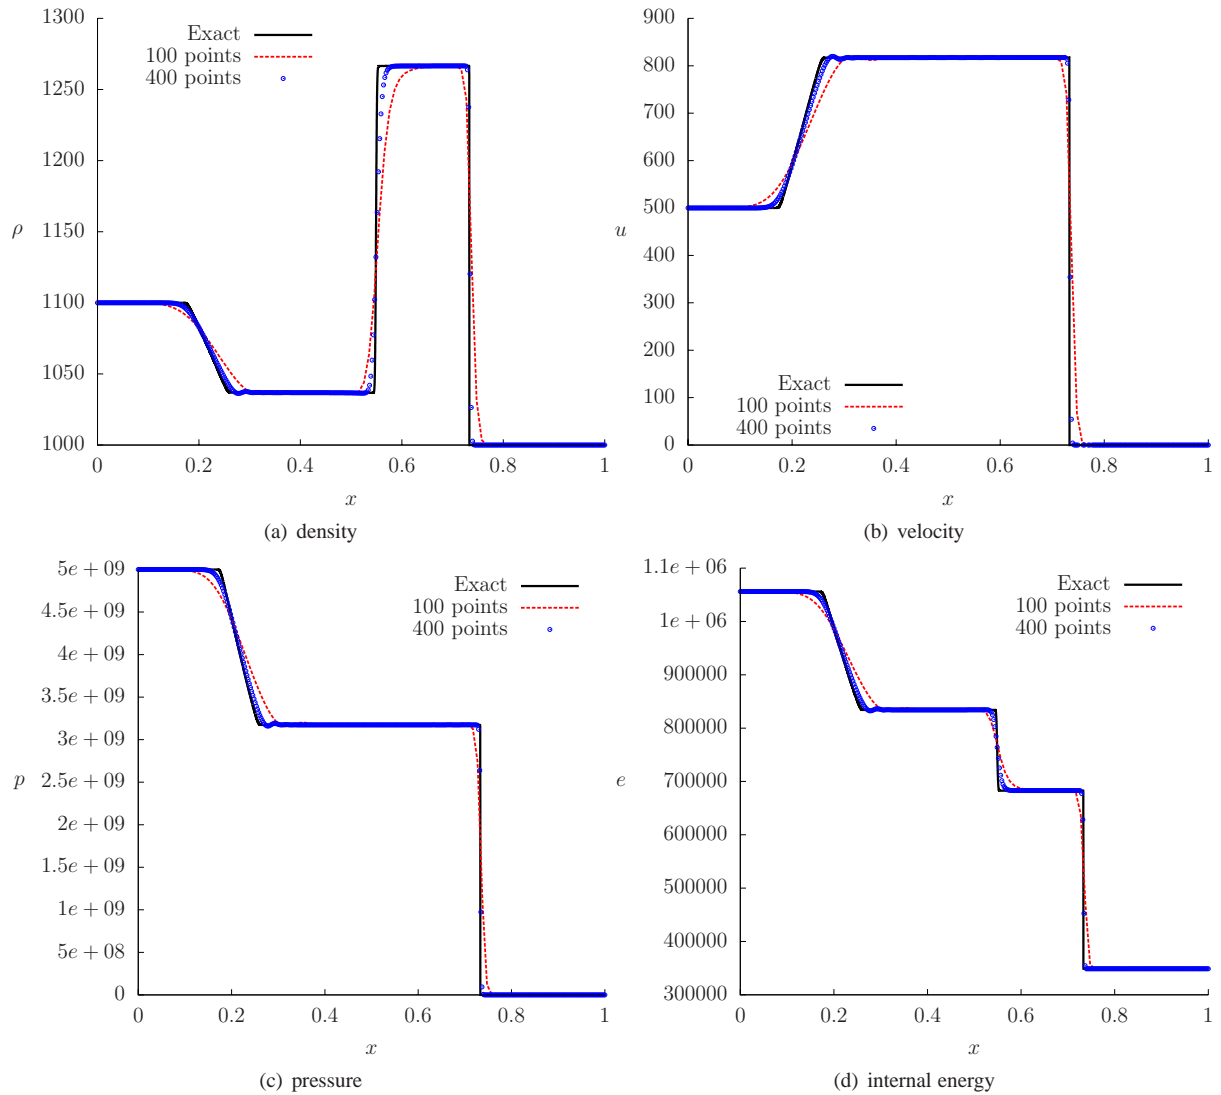 1300
1250
1200
1150
1100
1050
1000
ρ
Exact
100 points
400 points
0 0.2 0.4 0.6 0.8 1
x
(a) density
900
800
700
600
500
400
300
200
100
0
u
Exact
100 points
400 points
0 0.2 0.4 0.6 0.8 1
x
(b) velocity
5e + 09
4.5e + 09
4e + 09
3.5e + 09
3e + 09
2.5e + 09
2e + 09
1.5e + 09
1e + 09
5e + 08
0
p
Exact
100 points
400 points
0 0.2 0.4 0.6 0.8 1
x
(c) pressure
1.1e + 06
1e + 06
900000
800000
700000
600000
500000
400000
300000
e
Exact
100 points
400 points
0 0.2 0.4 0.6 0.8 1
x
(d) internal energy